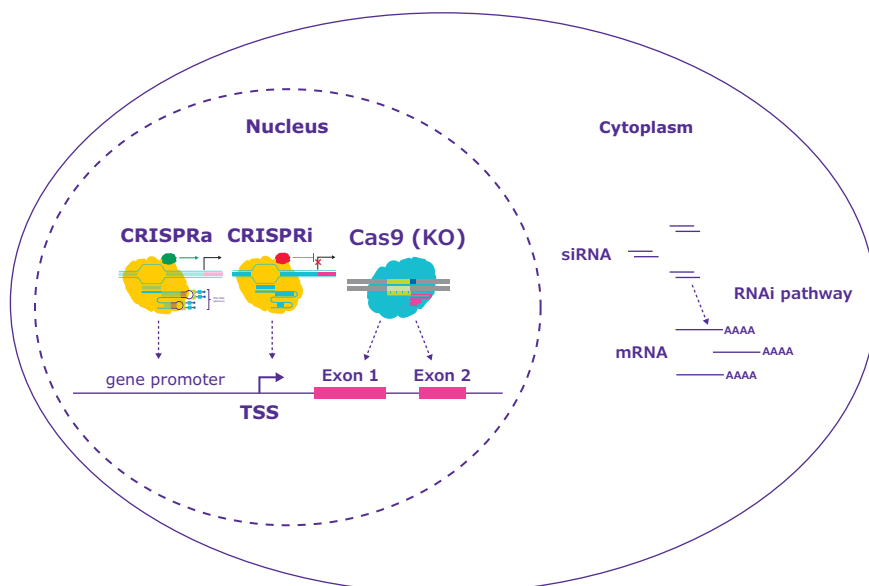 Nucleus
Cytoplasm
CRISPRa
CRISPRi
Cas9 (KO)
siRNA
RNAi pathway
mRNA
AAAA
AAAA
AAAA
gene promoter
TSS
Exon 1
Exon 2